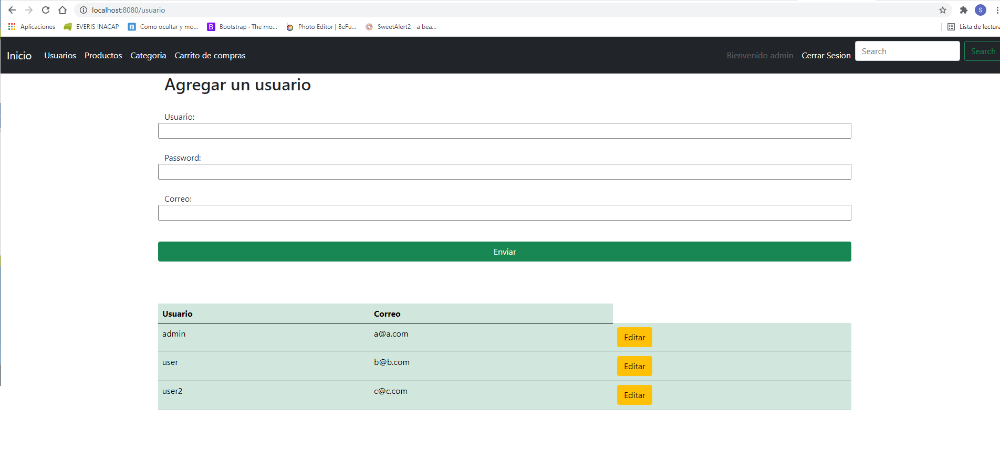 localhost:8080/usuario
S
Aplicaciones EVERIS INACAP Como ocultar y mo... Bootstrap · The mo... Photo Editor | BeFu... SweetAlert2 - a bea... Lista de lectura
Inicio Usuarios Productos Categoria Carrito de compras Bienvenido admin Cerrar Sesion Search Search
Agregar un usuario
Usuario:
Password:
Correo:
Enviar
Usuario Correo
admin a@a.com Editar
user b@b.com Editar
user2 c@c.com Editar